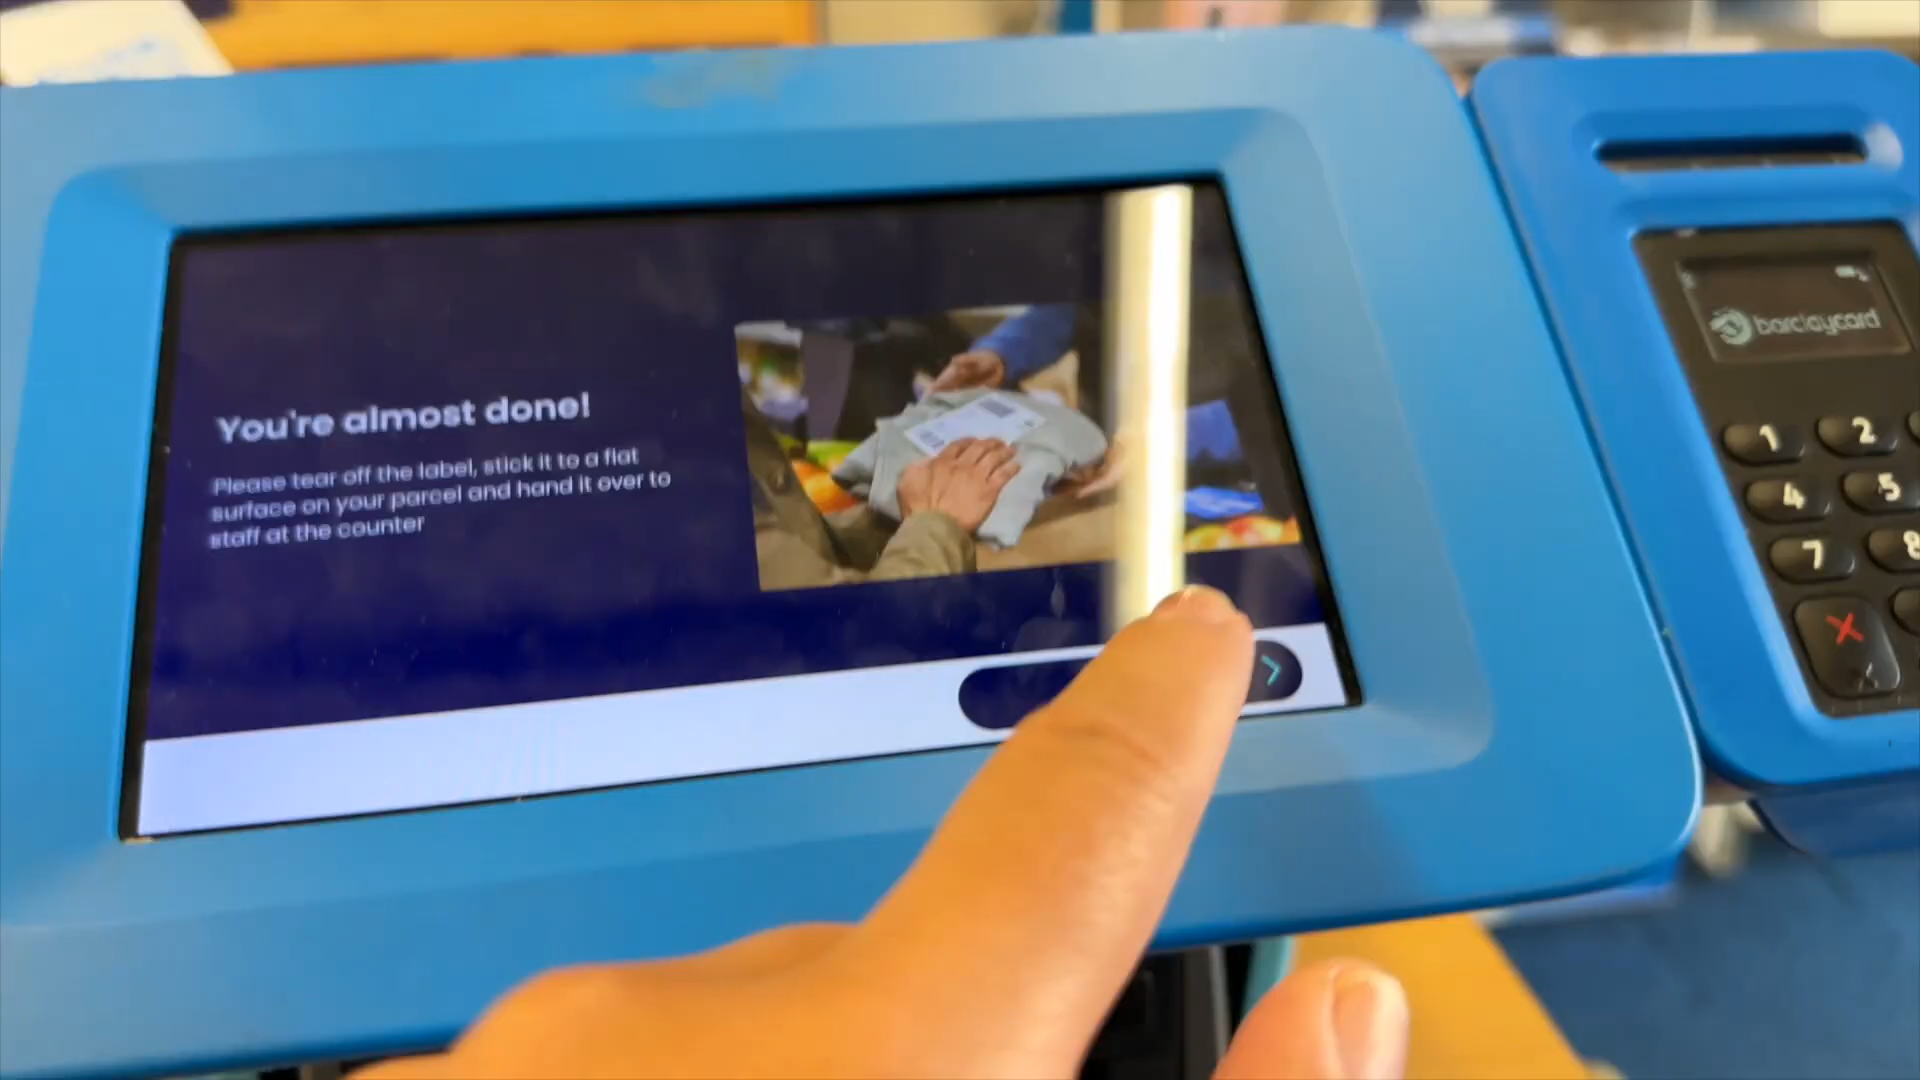 You're almost done!
Please tear off the label, stick it to a flat
surface on your parcel and hand it over to
staff at the counter
barclaycard
1 2
4 5
7 8